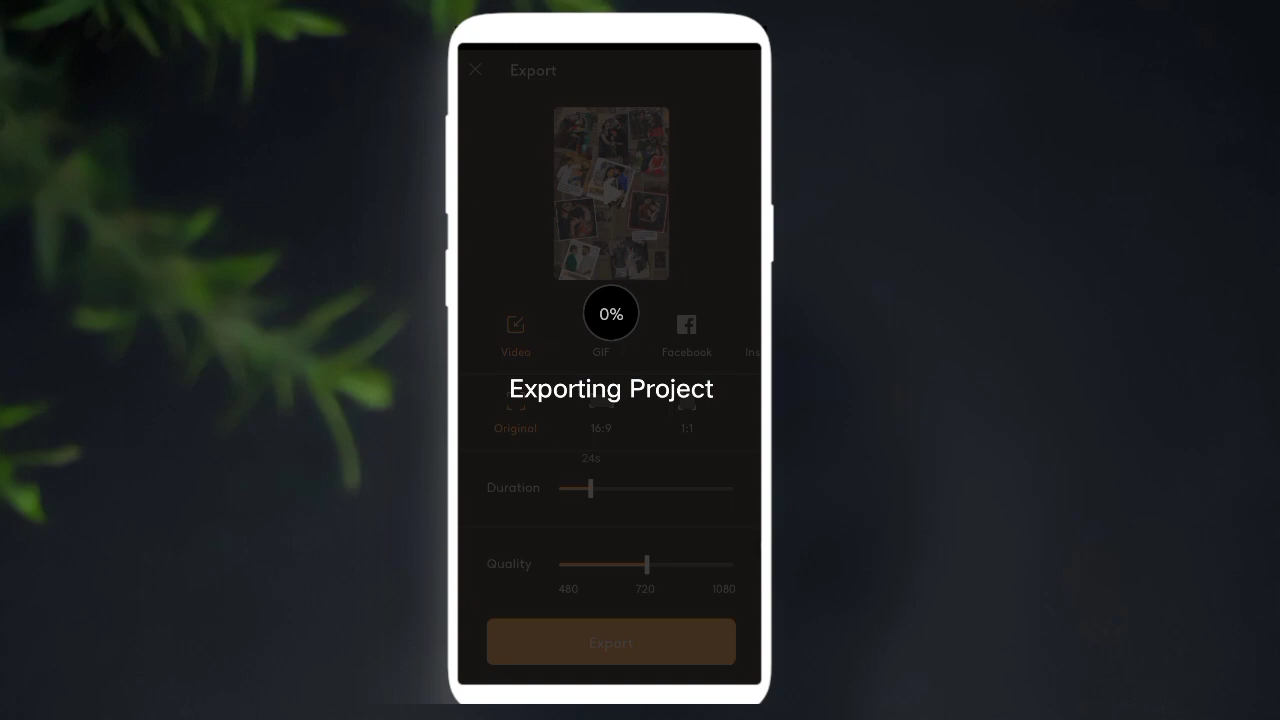 Export
0%
Video
GIF
Facebook
Ins
Exporting Project
Original
16:9
1:1
24s
Duration
Quality
480
720
1080
Export